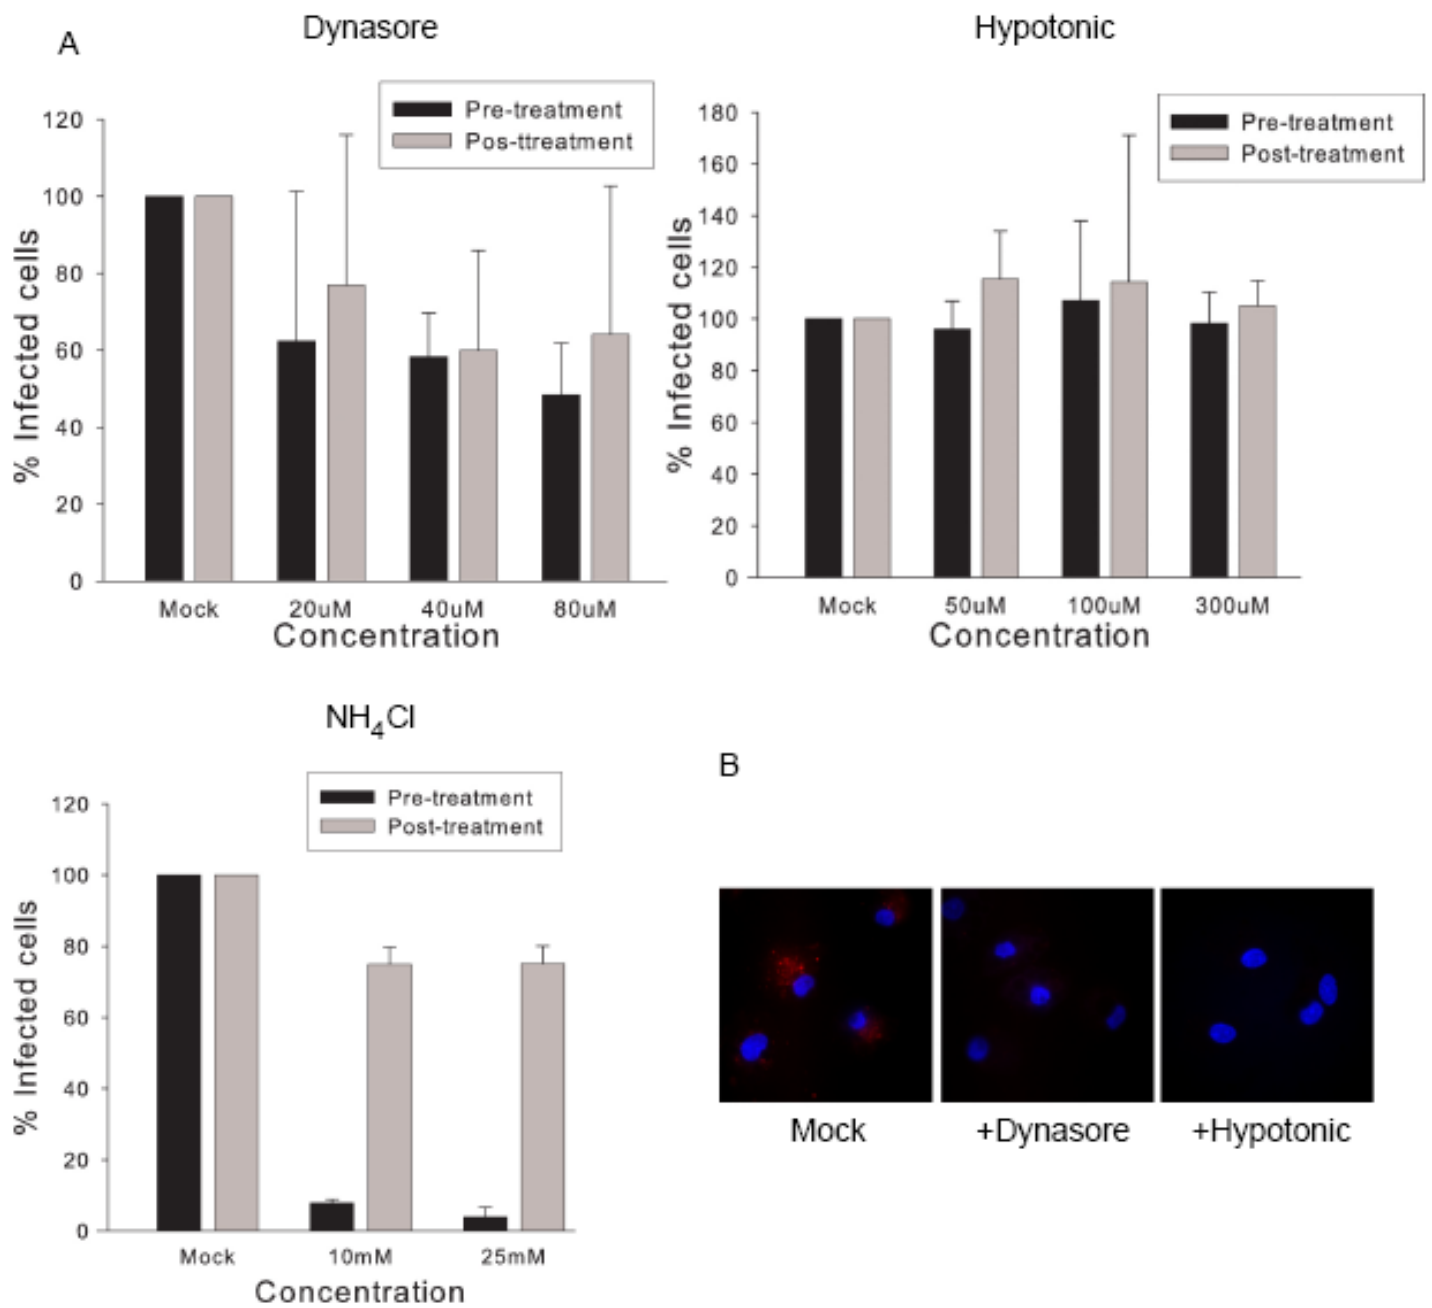 A
Dynasore
Pre-treatment
Pos-ttreatment
120
100
80
60
40
20
0
% Infected cells
Mock 20uM 40uM 80uM
Concentration
Hypotonic
Pre-treatment
Post-treatment
180
160
140
120
100
80
60
40
20
0
% Infected cells
Mock 50uM 100uM 300uM
Concentration
NH4Cl
Pre-treatment
Post-treatment
120
100
80
60
40
20
0
% Infected cells
Mock 10mM 25mM
Concentration
B
Mock +Dynasore +Hypotonic